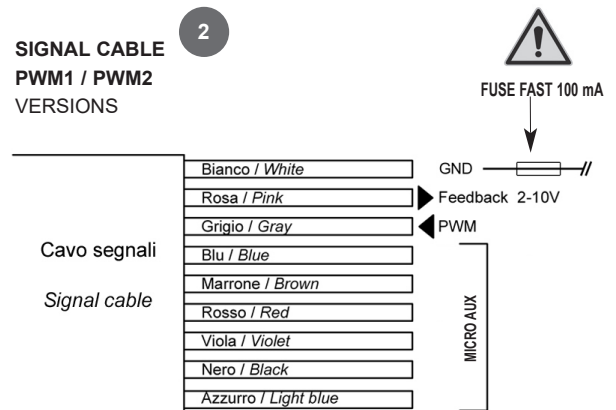 2
SIGNAL CABLE
PWM1 / PWM2
VERSIONS
FUSE FAST 100 mA
Bianco / White
GND
Rosa / Pink
Feedback 2-10V
Grigio / Gray
PWM
Cavo segnali
Signal cable
Blu / Blue
Marrone / Brown
Rosso / Red
Viola / Violet
Nero / Black
Azzurro / Light blue
MICRO AUX